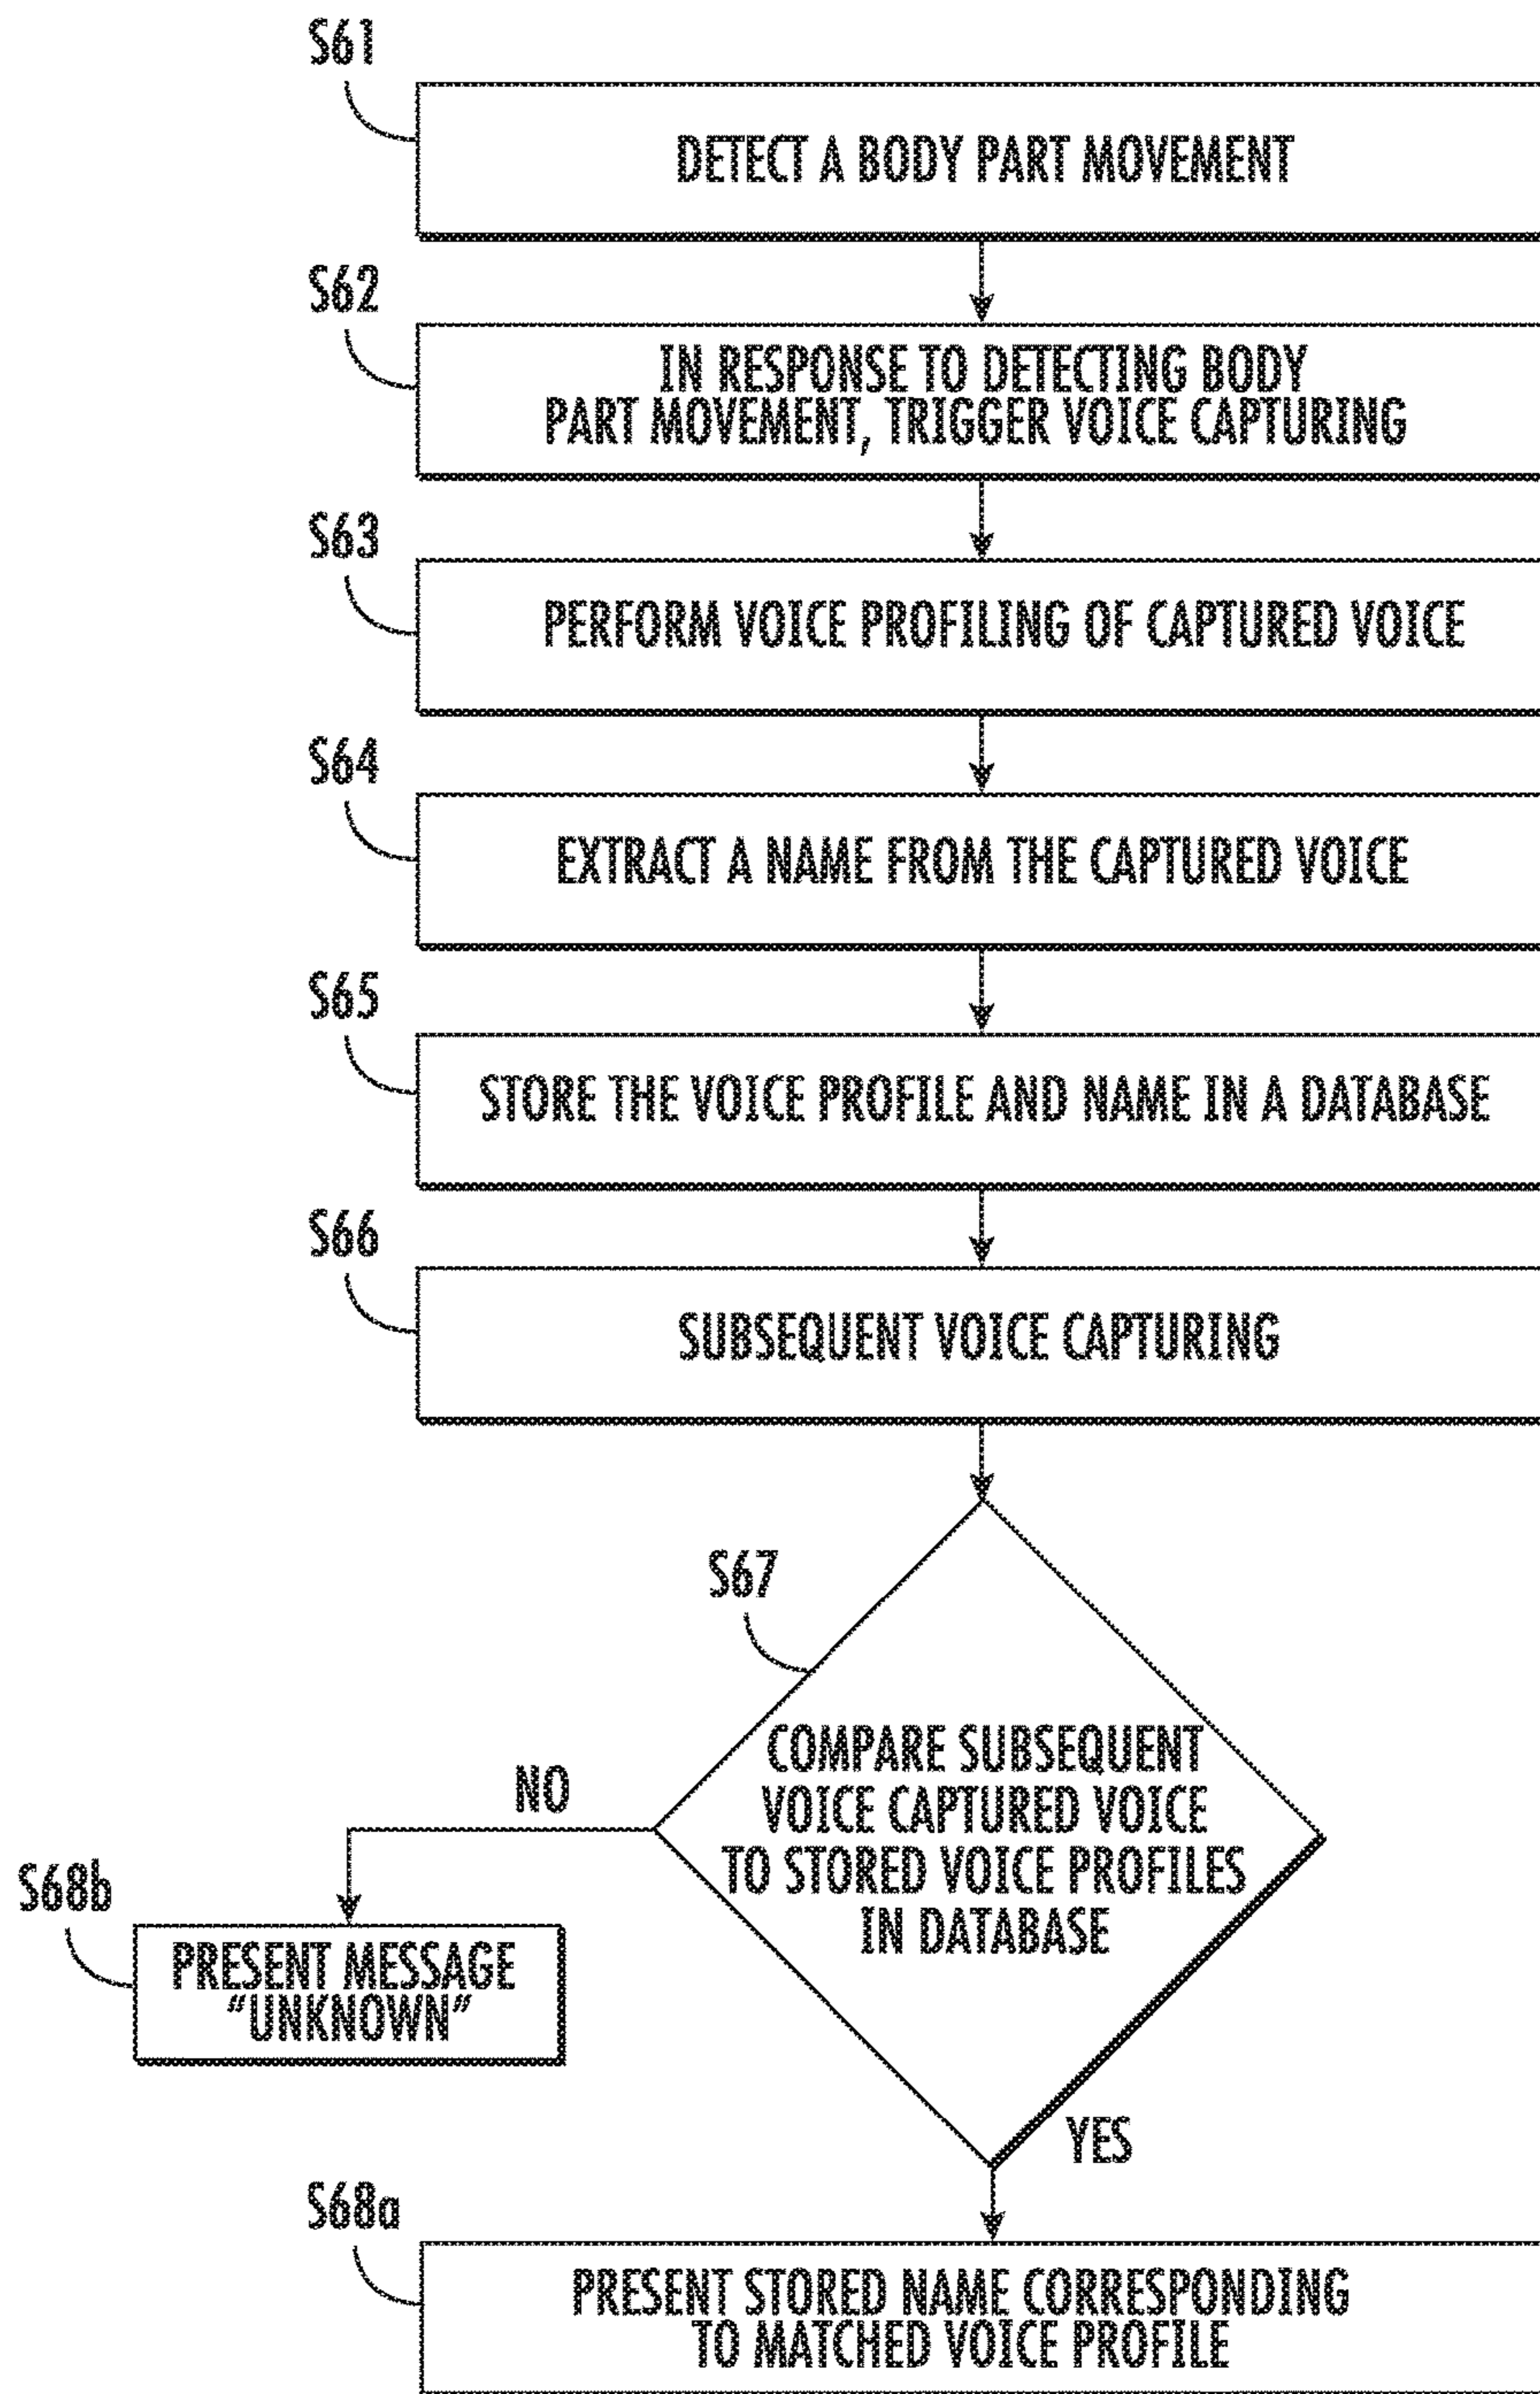 S61
DETECT A BODY PART MOVEMENT
S62
IN RESPONSE TO DETECTING BODY
PART MOVEMENT, TRIGGER VOICE CAPTURING
S63
PERFORM VOICE PROFILING OF CAPTURED VOICE
S64
EXTRACT A NAME FROM THE CAPTURED VOICE
S65
STORE THE VOICE PROFILE AND NAME IN A DATABASE
S66
SUBSEQUENT VOICE CAPTURING
S67
COMPARE SUBSEQUENT
VOICE CAPTURED VOICE
TO STORED VOICE PROFILES
IN DATABASE
NO
S68b
PRESENT MESSAGE
"UNKNOWN"
YES
S68a
PRESENT STORED NAME CORRESPONDING
TO MATCHED VOICE PROFILE